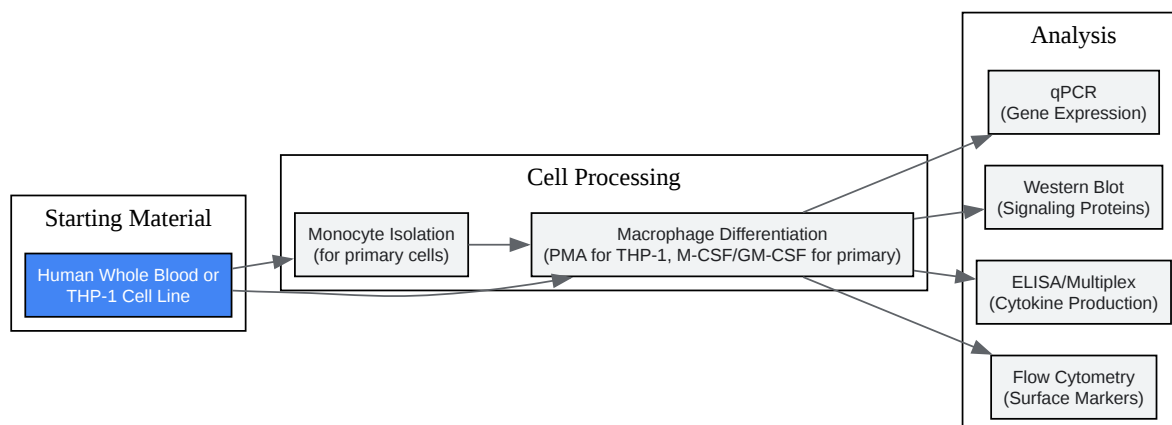 Starting Material
Human Whole Blood or
THP-1 Cell Line
Cell Processing
Monocyte Isolation
(for primary cells)
Macrophage Differentiation
(PMA for THP-1, M-CSF/GM-CSF for primary)
Analysis
qPCR
(Gene Expression)
Western Blot
(Signaling Proteins)
ELISA/Multiplex
(Cytokine Production)
Flow Cytometry
(Surface Markers)